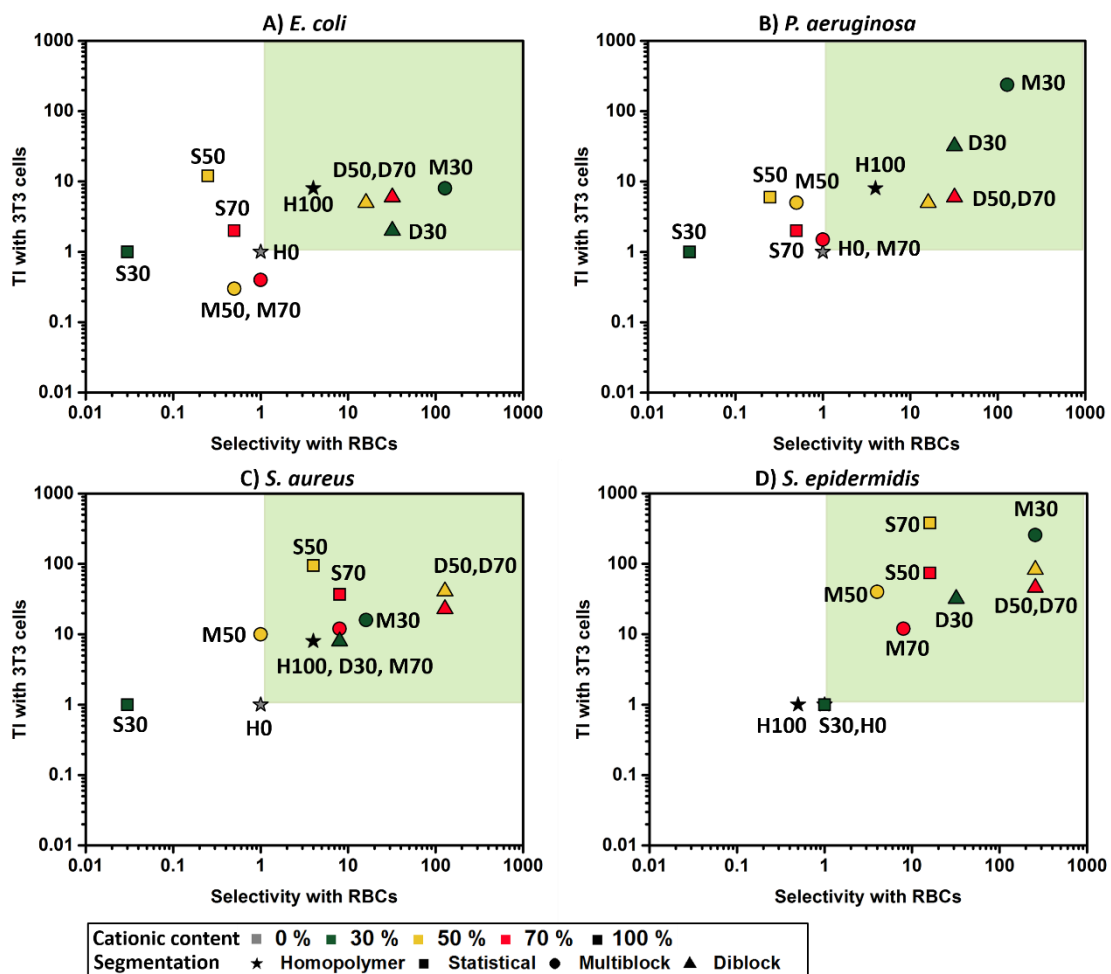 A) E. coli
TI with 3T3 cells
1000
100
10
1
0.1
0.01
S50
S70
S30
H0
M50, M70
H100
D50,D70
M30
D30
0.01 0.1 1 10 100 1000
Selectivity with RBCs
B) P. aeruginosa
TI with 3T3 cells
1000
100
10
1
0.1
0.01
M30
D30
H100
S50
M50
D50,D70
S30
S70
H0, M70
0.01 0.1 1 10 100 1000
Selectivity with RBCs
C) S. aureus
TI with 3T3 cells
1000
100
10
1
0.1
0.01
S50
S70
D50,D70
M50
M30
H100, D30, M70
S30
H0
0.01 0.1 1 10 100 1000
Selectivity with RBCs
D) S. epidermidis
TI with 3T3 cells
1000
100
10
1
0.1
0.01
S70
M30
S50
M50
D30
D50,D70
M70
H100
S30,H0
0.01 0.1 1 10 100 1000
Selectivity with RBCs
Cationic content 0 % 30 % 50 % 70 % 100 %
Segmentation Homopolymer Statistical Multiblock Diblock